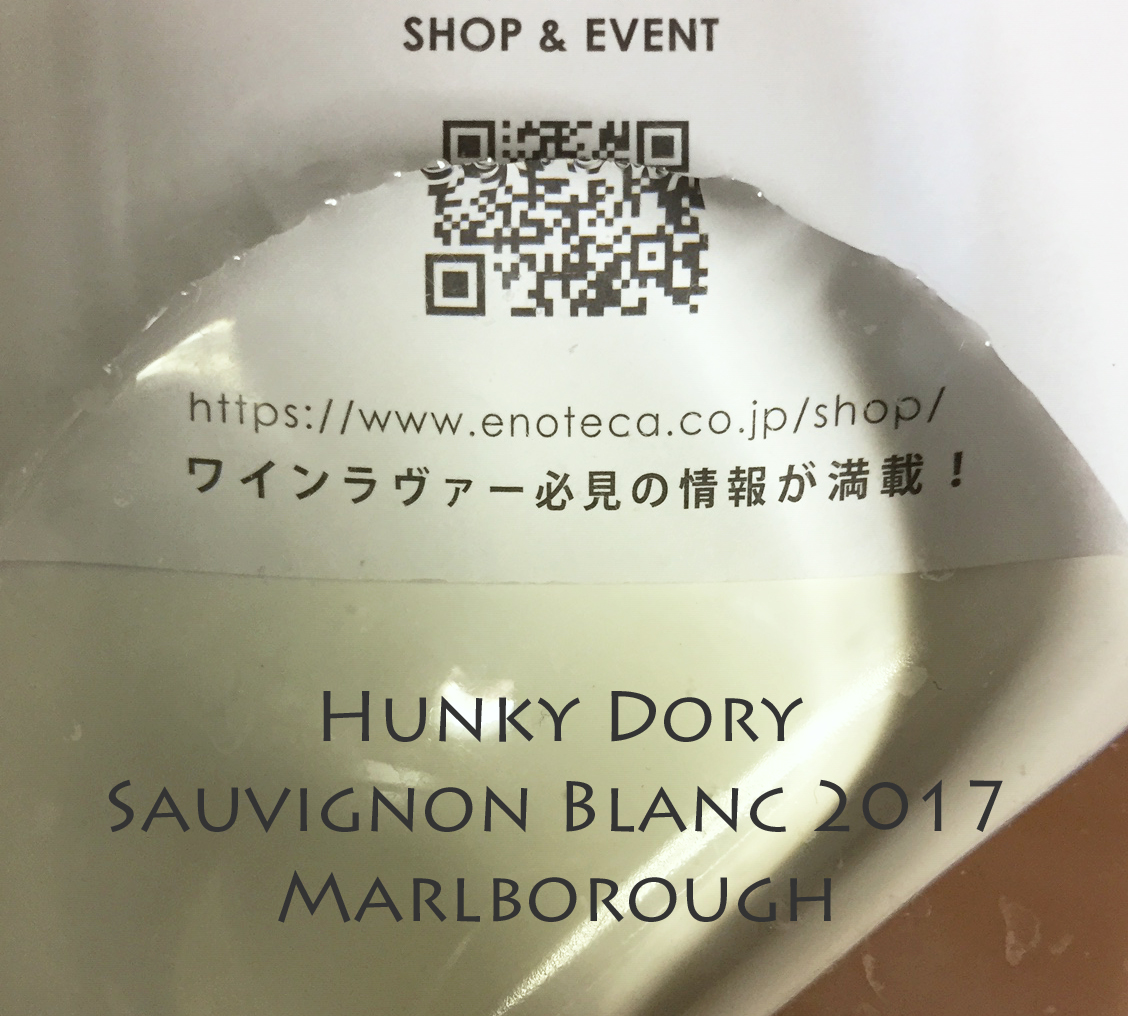 SHOP & EVENT
https://www.enoteca.co.jp/shop/
ワインラヴァー必見の情報が満載！
Hunky Dory
Sauvignon Blanc 2017
Marlborough